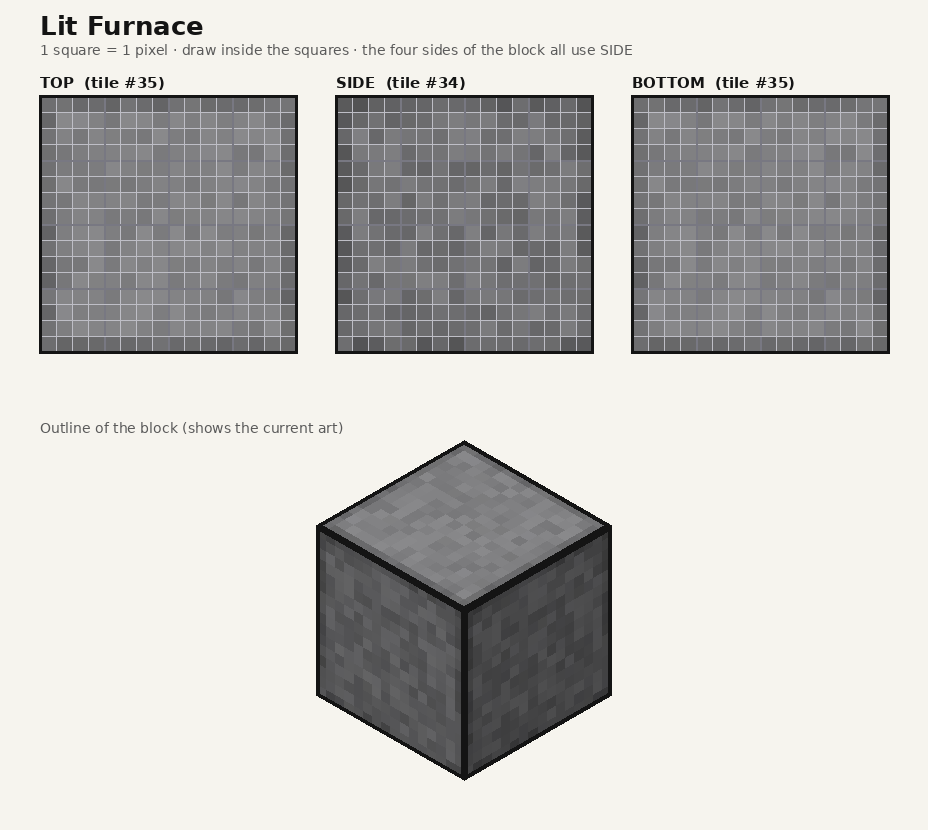 Lit Furnace
1 square = 1 pixel · draw inside the squares · the four sides of the block all use SIDE
TOP (tile #35)
SIDE (tile #34)
BOTTOM (tile #35)
Outline of the block (shows the current art)